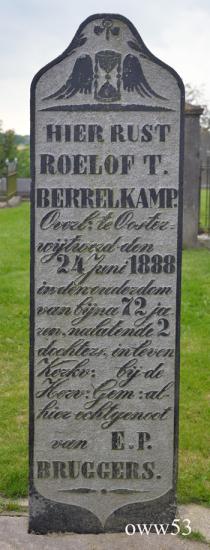 HIER RUST
ROELOF T.
BERRELKAMP.
Overl: te Ooster-
wijtwerd den
24 Juni 1888
in den ouderdom
van bijna 72 ja-
ren, nalatende 2
dochters, in leven
Kerkv: bij de
Herv: Gem: al-
hier echtgenoot
van E. P.
BRUGGERS.
oww53